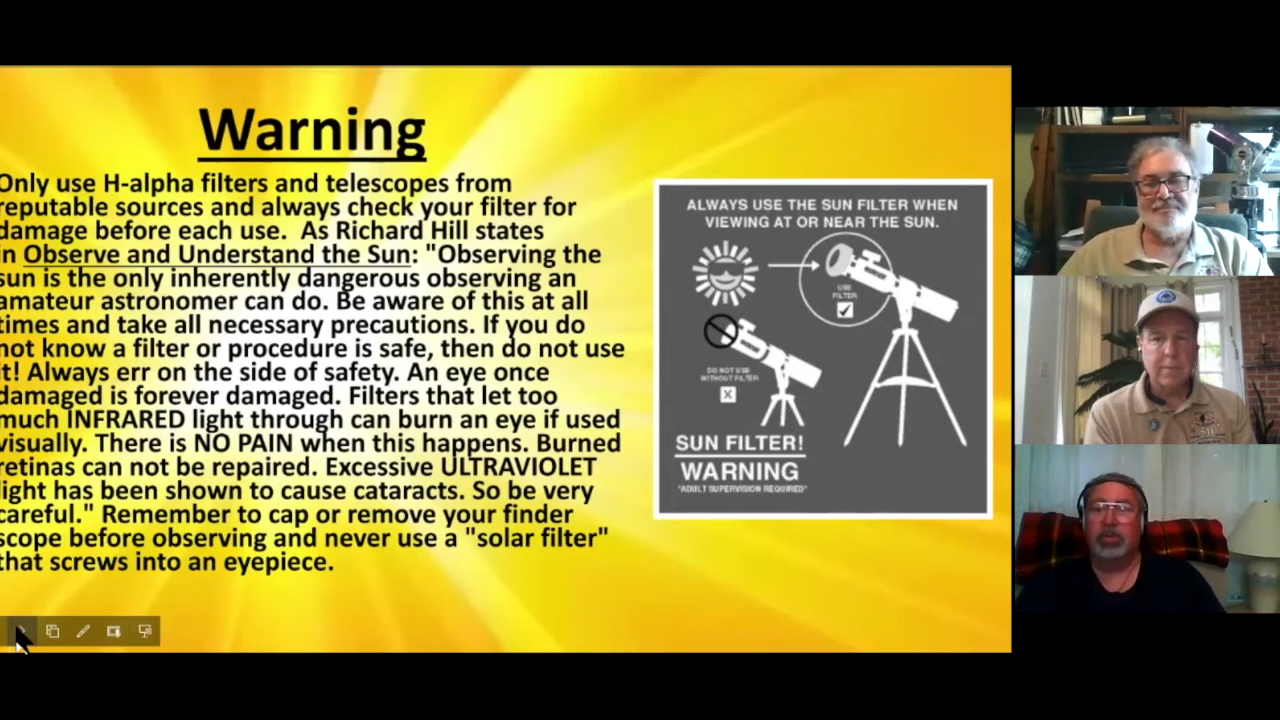 Warning
Only use H-alpha filters and telescopes from
reputable sources and always check your filter for
damage before each use. As Richard Hill states
in Observe and Understand the Sun: "Observing the
sun is the only inherently dangerous observing an
amateur astronomer can do. Be aware of this at all
times and take all necessary precautions. If you do
not know a filter or procedure is safe, then do not use
it! Always err on the side of safety. An eye once
damaged is forever damaged. Filters that let too
much INFRARED light through can burn an eye if used
visually. There is NO PAIN when this happens. Burned
retinas can not be repaired. Excessive ULTRAVIOLET
light has been shown to cause cataracts. So be very
careful." Remember to cap or remove your finder
scope before observing and never use a "solar filter"
that screws into an eyepiece.
ALWAYS USE THE SUN FILTER WHEN
VIEWING AT OR NEAR THE SUN.
USE
FILTER
DO NOT USE
WITHOUT FILTER
SUN FILTER!
WARNING
"ADULT SUPERVISION REQUIRED"